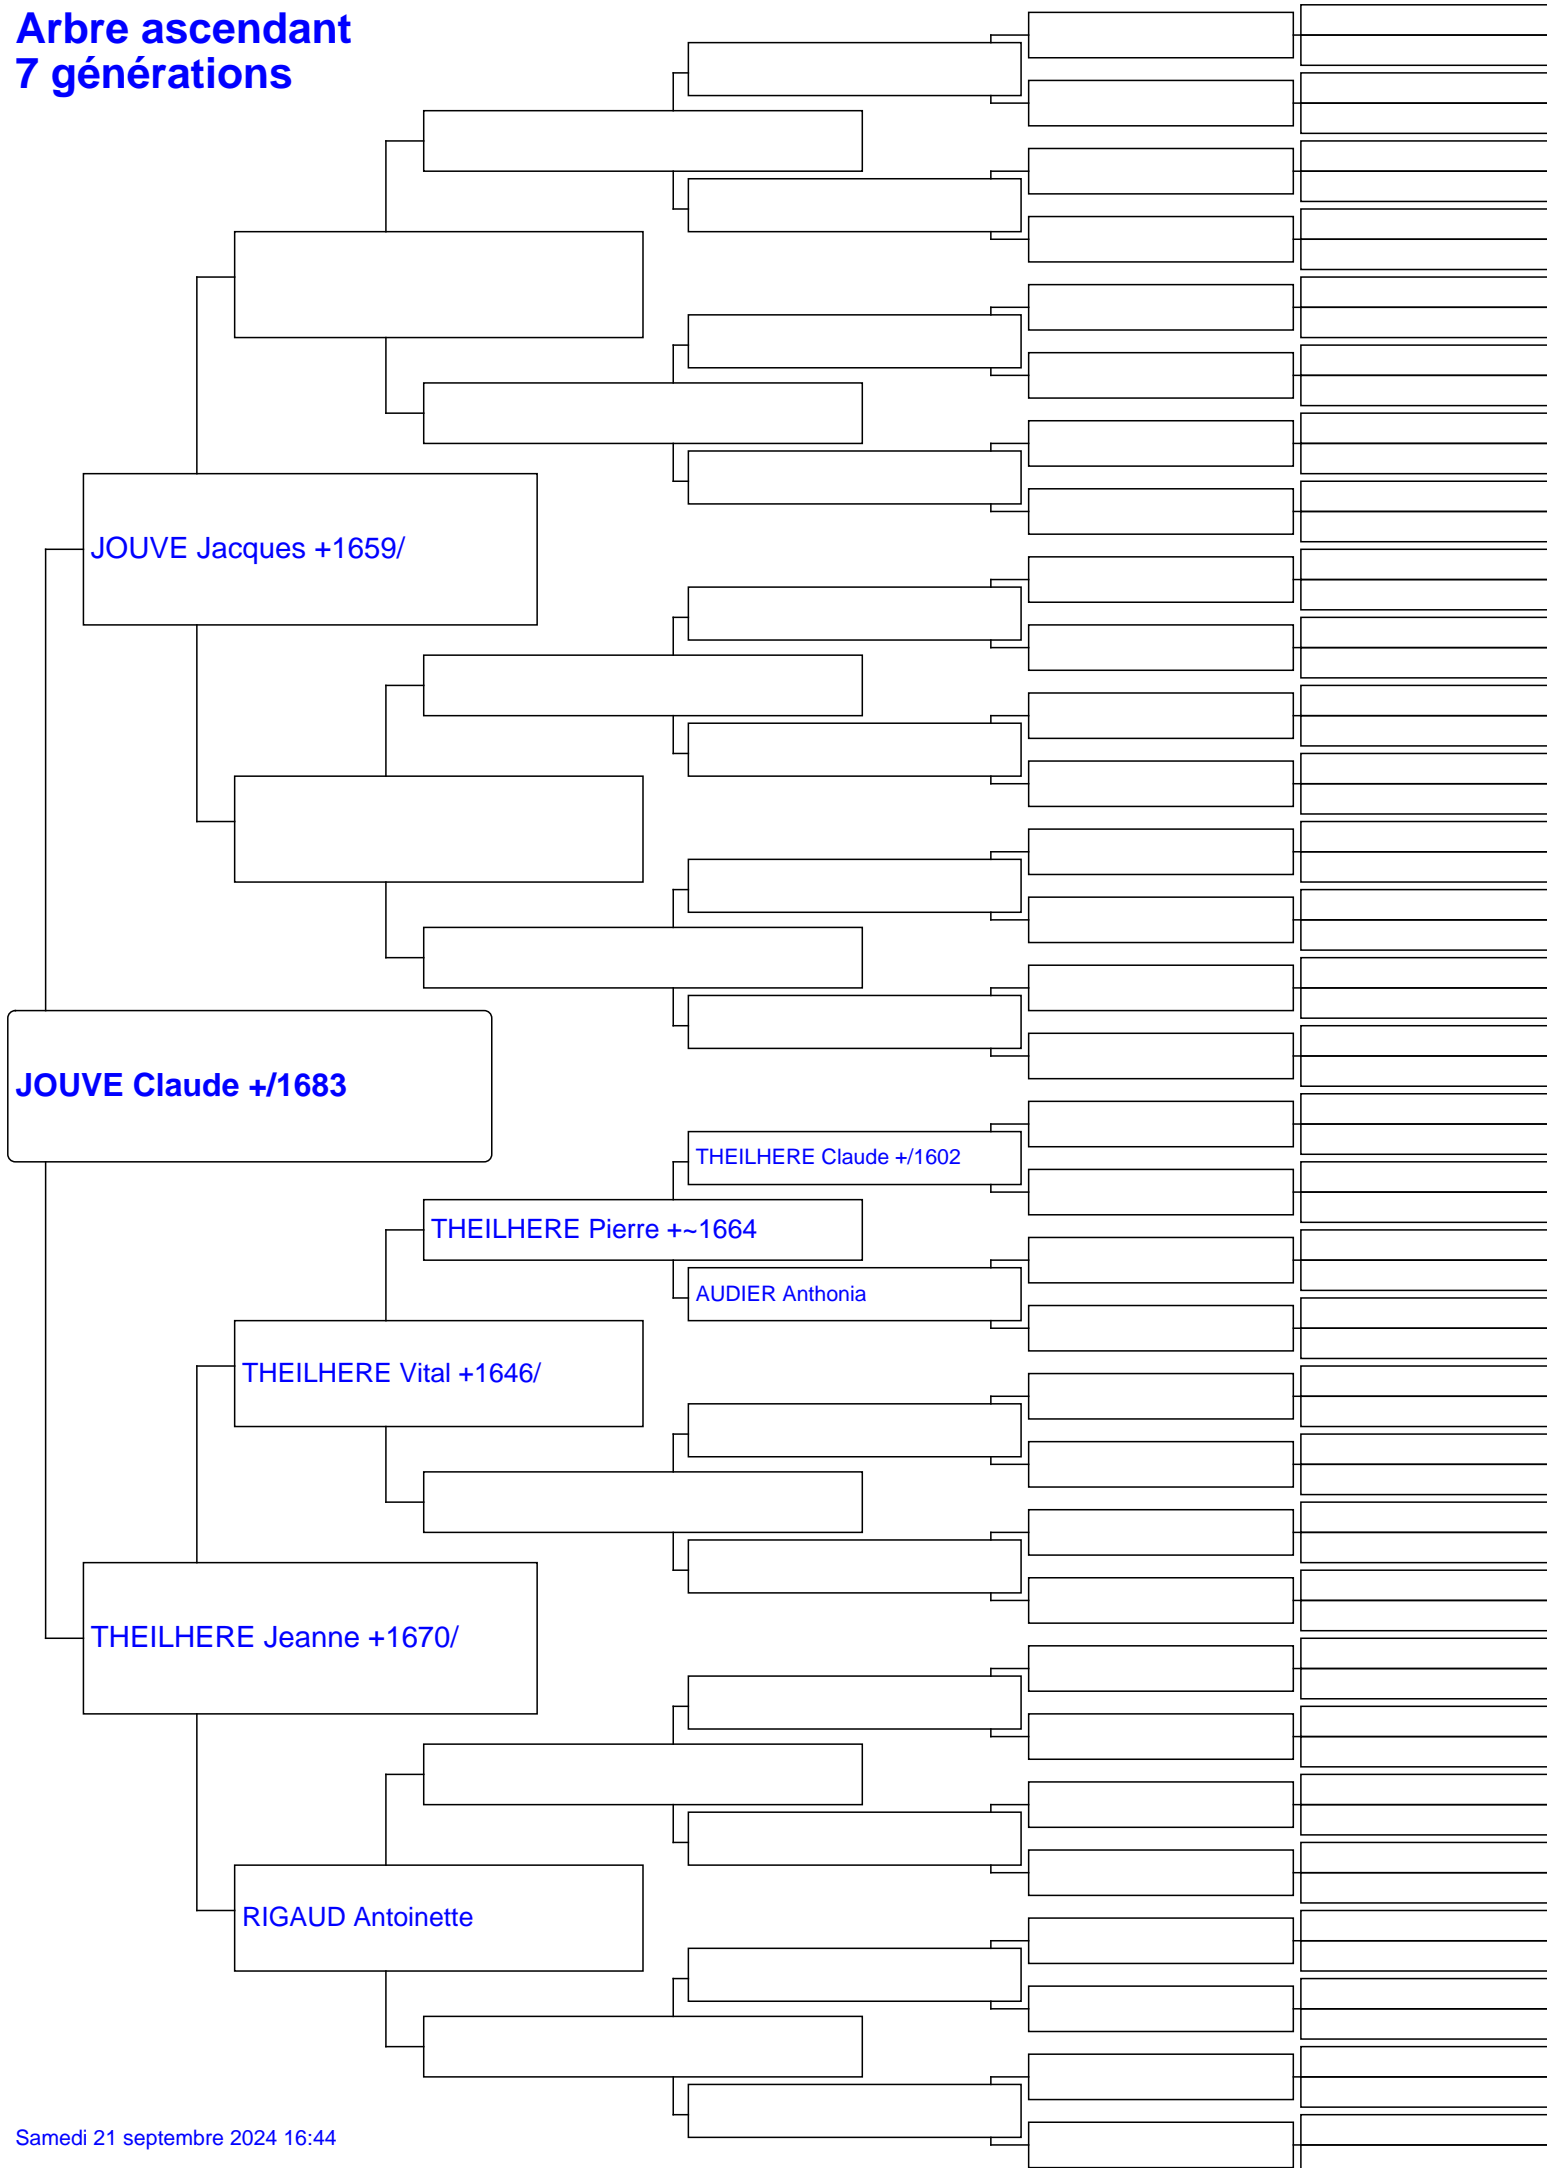 Arbre ascendant
7 générations
JOUVE Jacques +1659/
JOUVE Claude +/1683
THEILHERE Claude +/1602
THEILHERE Pierre +~1664
AUDIER Anthonia
THEILHERE Vital +1646/
THEILHERE Jeanne +1670/
RIGAUD Antoinette
Samedi 21 septembre 2024 16:44